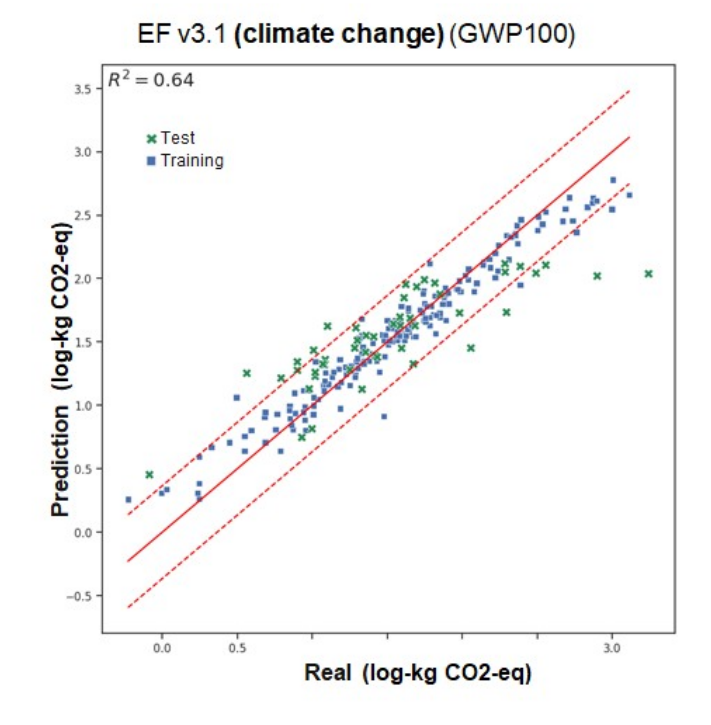 EF v3.1 (climate change) (GWP100)
R² = 0.64
Test
Training
3.5
3.0
2.5
2.0
1.5
1.0
0.5
0.0
−0.5
Prediction (log-kg CO2-eq)
0.0 0.5 3.0
Real (log-kg CO2-eq)